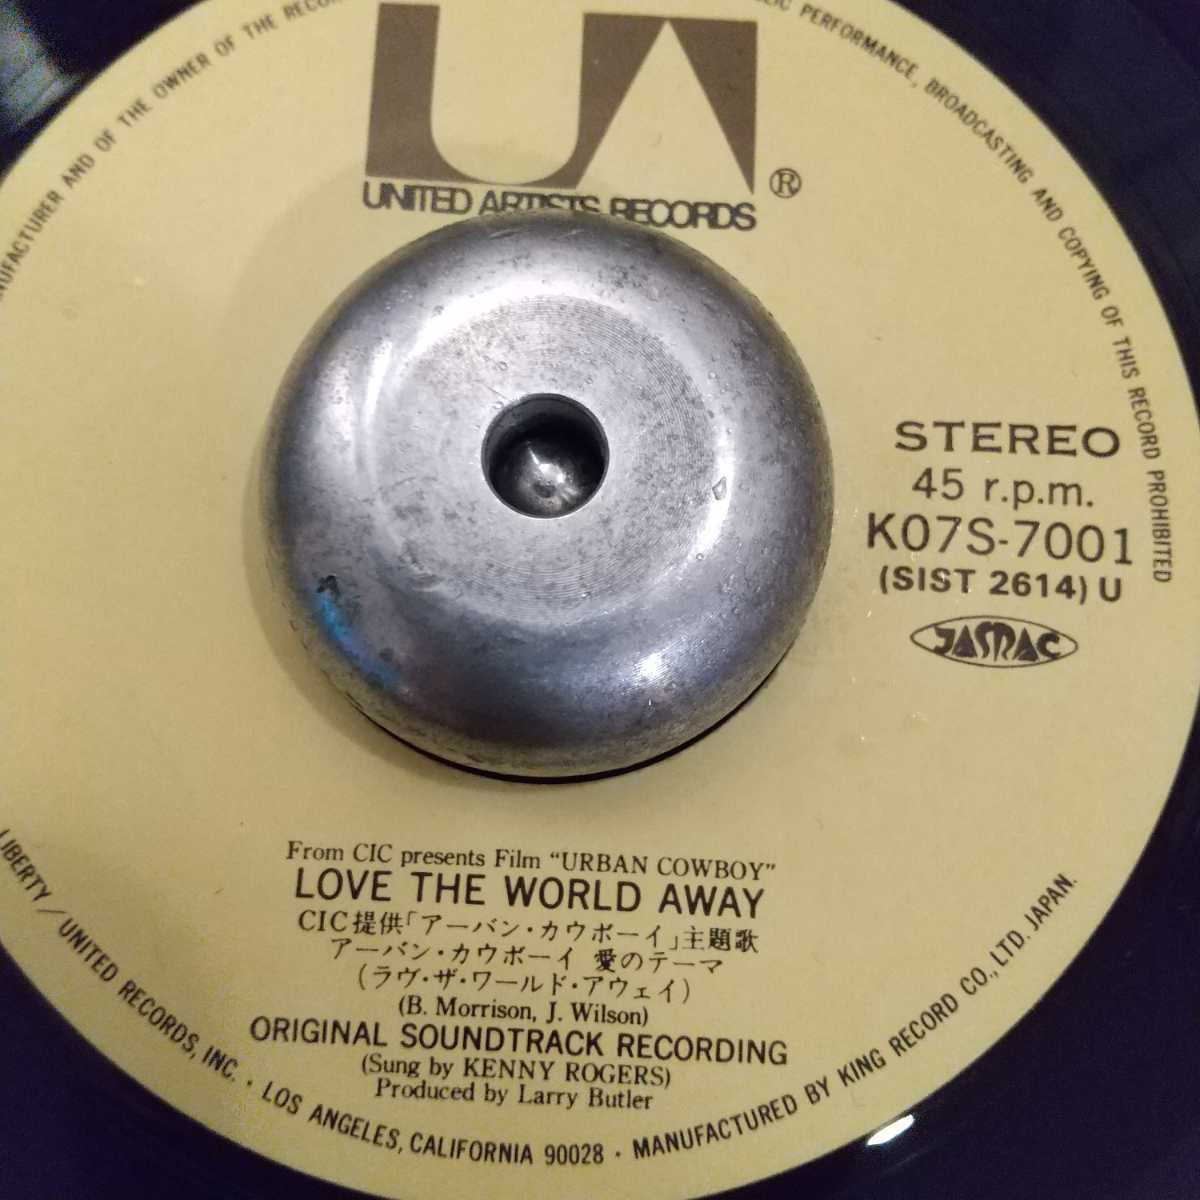 MANUFACTURER AND OF THE OWNER OF THE
PERFORMANCE, BROADCASTING AND COPYING OF THIS RECORD PROHIBITED
UA
®
UNITED ARTISTS RECORDS
STEREO
45 r.p.m.
K07S-7001
(SIST 2614) U
JASRAC
From CIC presents Film "URBAN COWBOY"
LOVE THE WORLD AWAY
CIC提供「アーバン・カウボーイ」主題歌
アーバン・カウボーイ 愛のテーマ
(ラヴ・ザ・ワールド・アウェイ)
(B. Morrison, J. Wilson)
ORIGINAL SOUNDTRACK RECORDING
(Sung by KENNY ROGERS)
Produced by Larry Butler
LIBERTY / UNITED RECORDS, INC. · LOS ANGELES, CALIFORNIA 90028 · MANUFACTURED BY KING RECORD CO., LTD. JAPAN.